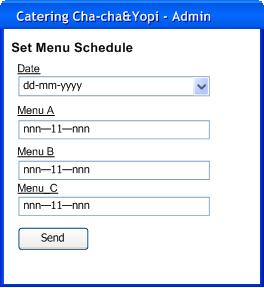 Catering Cha-cha&Yopi - Admin
Set Menu Schedule
Date
dd-mm-yyyy
Menu A
nnn—11—nnn
Menu B
nnn—11—nnn
Menu_C
nnn—11—nnn
Send